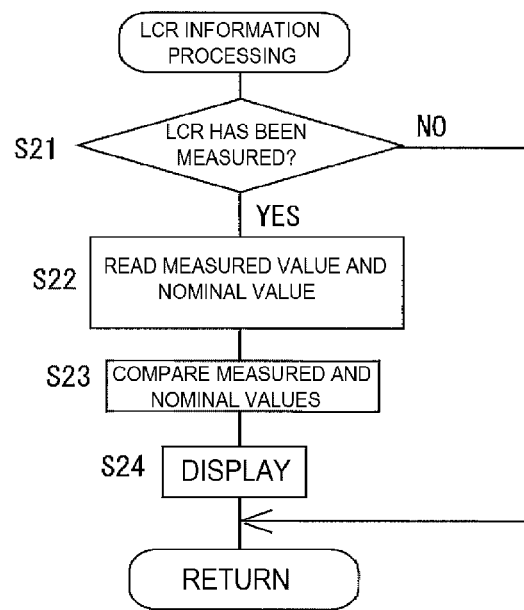 LCR INFORMATION
PROCESSING
S21
LCR HAS BEEN
MEASURED?
NO
YES
S22
READ MEASURED VALUE AND
NOMINAL VALUE
S23
COMPARE MEASURED AND
NOMINAL VALUES
S24
DISPLAY
RETURN